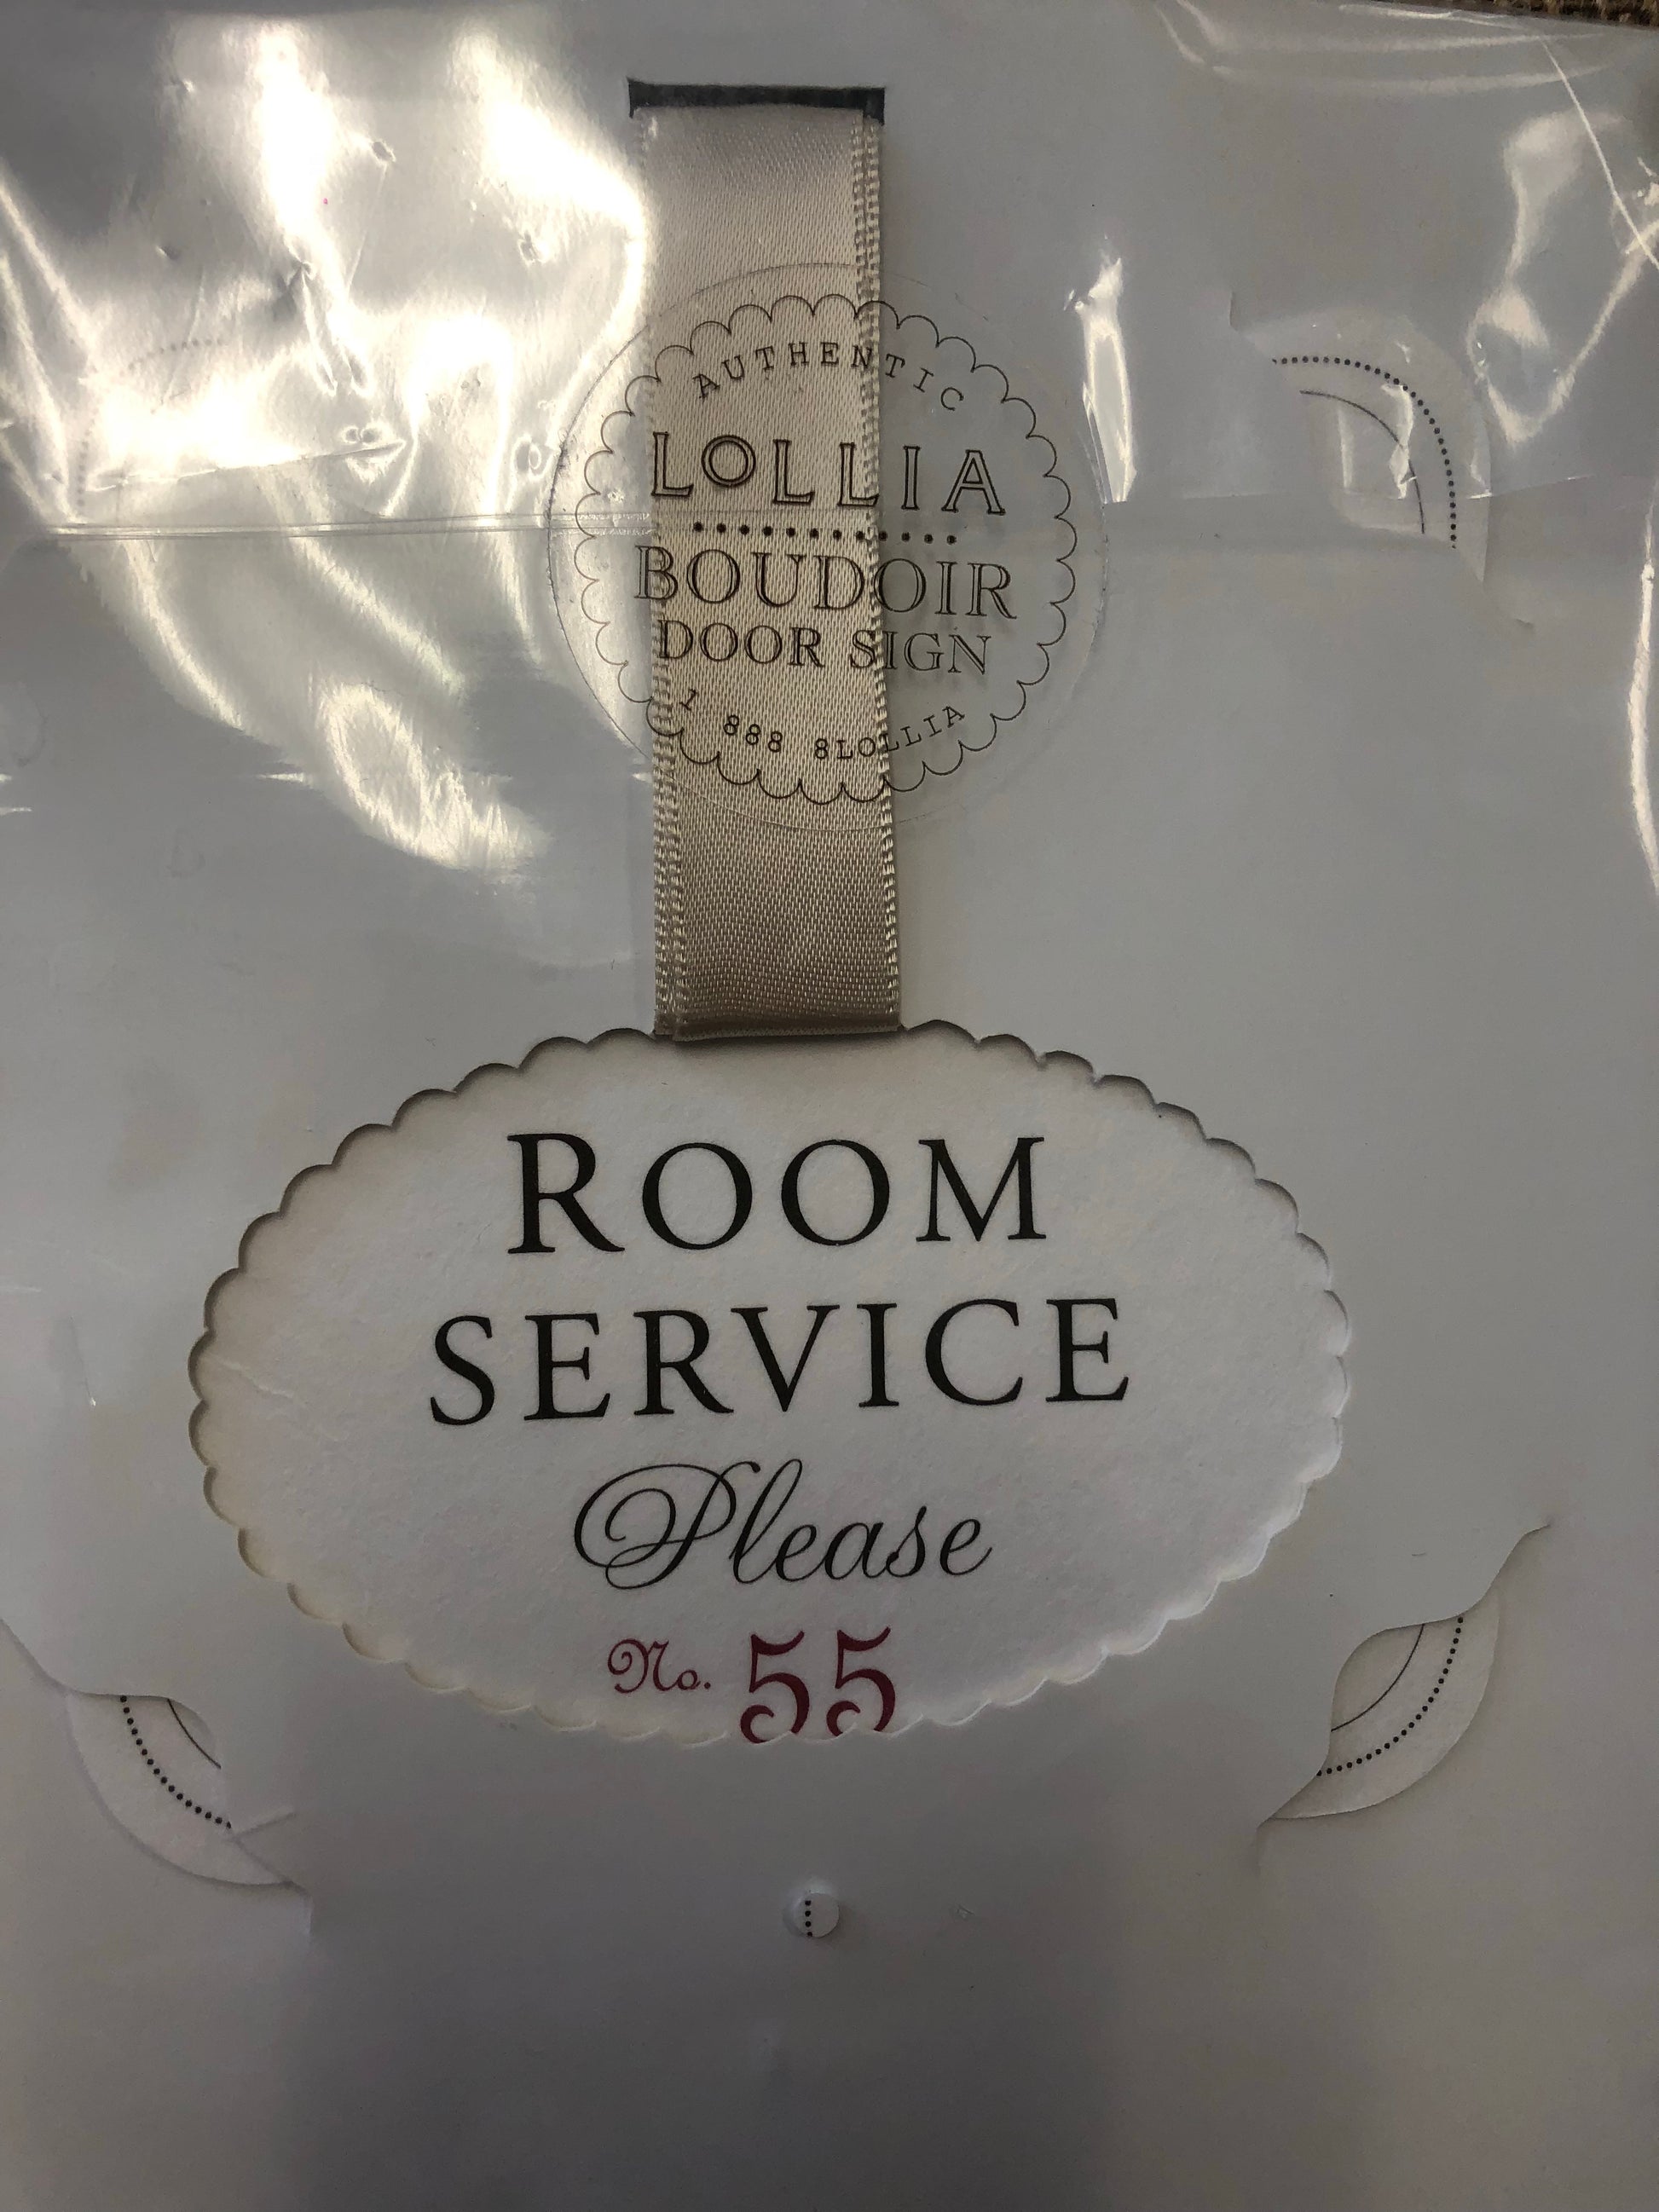 AUTHENTIC
LOLLIA
BOUDOIR
DOOR SIGN
1 888 8LOLLIA
ROOM
SERVICE
Please
No. 55